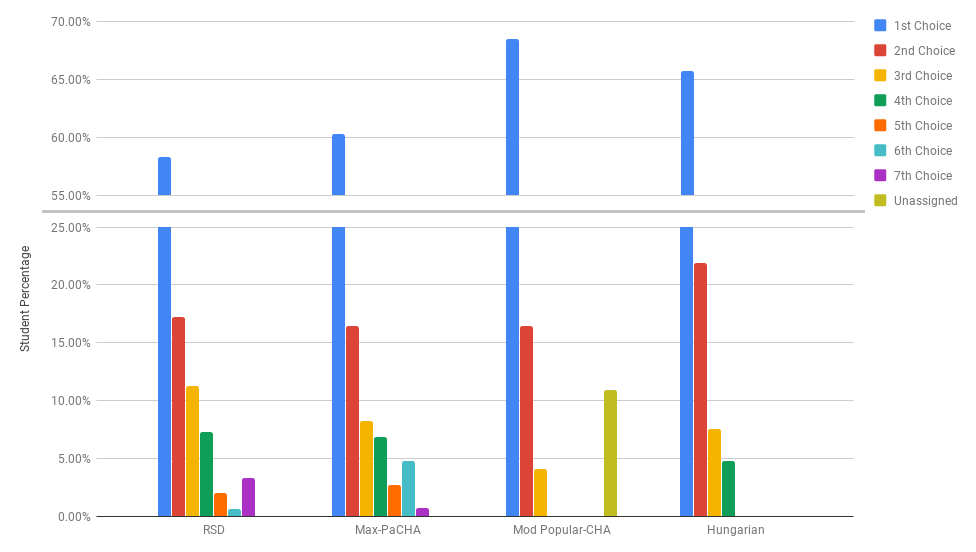 70.00%
65.00%
60.00%
55.00%
25.00%
20.00%
15.00%
10.00%
5.00%
0.00%
Student Percentage
RSD
Max-PaCHA
Mod Popular-CHA
Hungarian
1st Choice
2nd Choice
3rd Choice
4th Choice
5th Choice
6th Choice
7th Choice
Unassigned